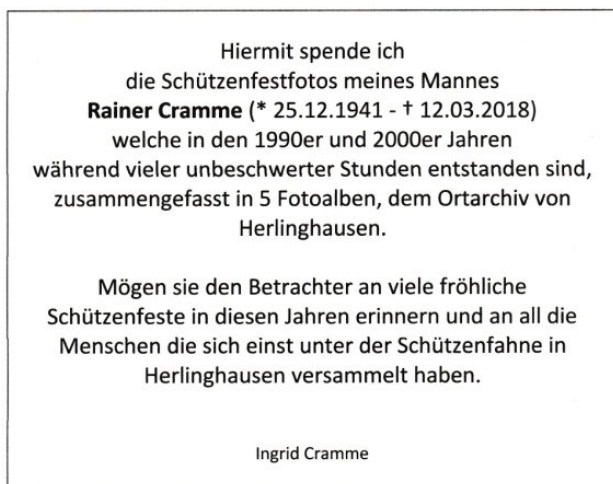 Hiermit spende ich
die Schützenfestfotos meines Mannes
Rainer Cramme (* 25.12.1941 - † 12.03.2018)
welche in den 1990er und 2000er Jahren
während vieler unbeschwerter Stunden entstanden sind,
zusammengefasst in 5 Fotoalben, dem Ortarchiv von
Herlinghausen.
Mögen sie den Betrachter an viele fröhliche
Schützenfeste in diesen Jahren erinnern und an all die
Menschen die sich einst unter der Schützenfahne in
Herlinghausen versammelt haben.
Ingrid Cramme